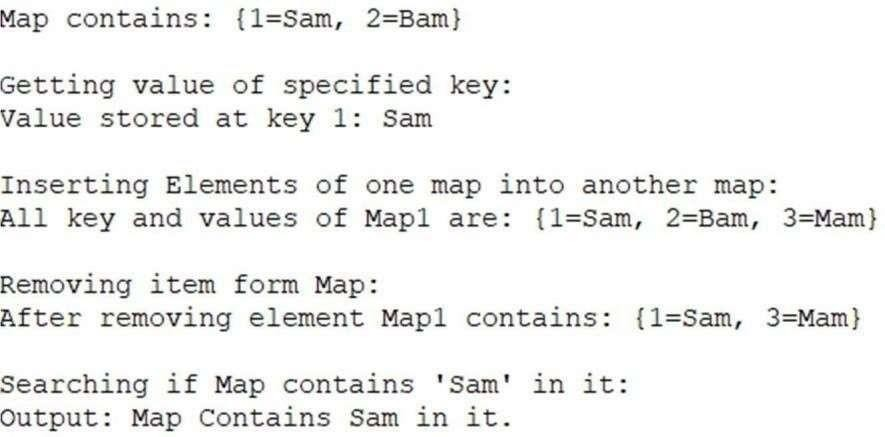 Map contains: {1=Sam, 2=Bam}
Getting value of specified key:
Value stored at key 1: Sam
Inserting Elements of one map into another map:
All key and values of Map1 are: {1=Sam, 2=Bam, 3=Mam}
Removing item form Map:
After removing element Map1 contains: {1=Sam, 3=Mam}
Searching if Map contains 'Sam' in it:
Output: Map Contains Sam in it.